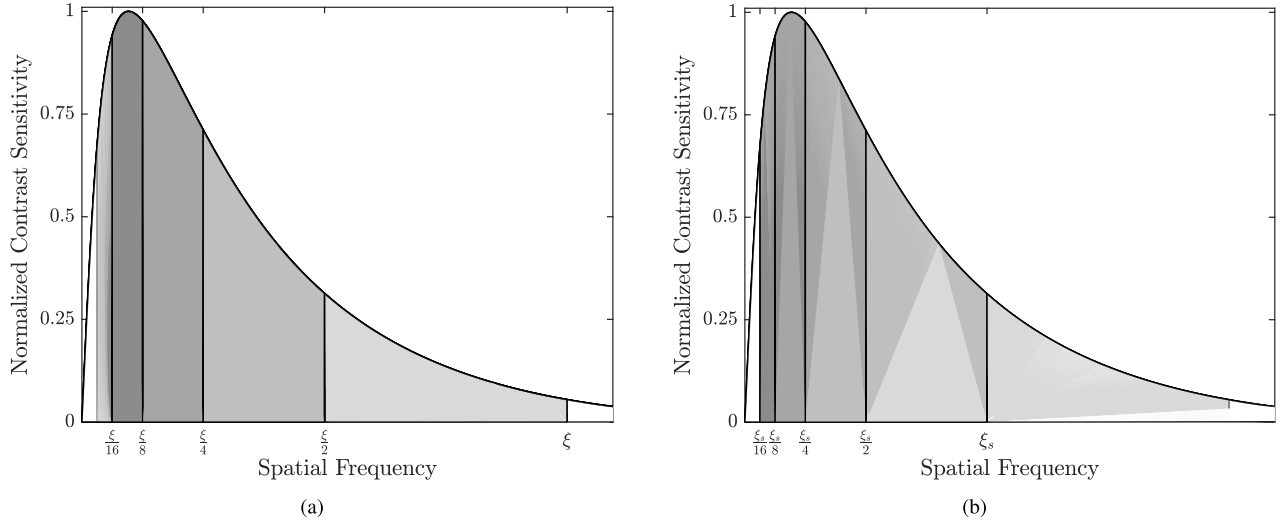 1
0.75
0.5
0.25
0
Normalized Contrast Sensitivity
ξ/16 ξ/8 ξ/4 ξ/2 ξ
Spatial Frequency
(a)
1
0.75
0.5
0.25
0
Normalized Contrast Sensitivity
ξs/16 ξs/8 ξs/4 ξs/2 ξs
Spatial Frequency
(b)